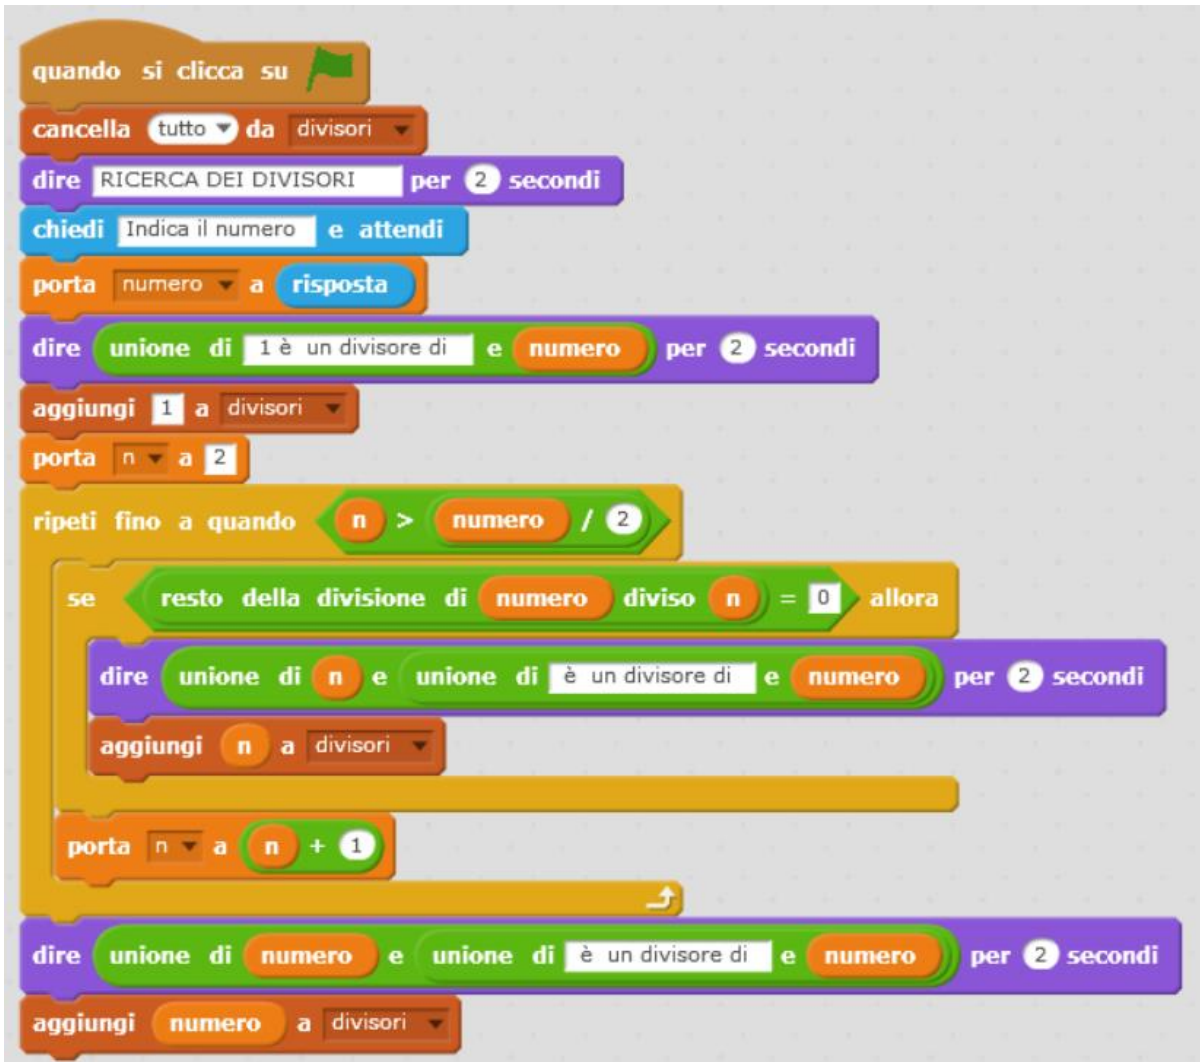 quando si clicca su
cancella tutto da divisori
dire RICERCA DEI DIVISORI per 2 secondi
chiedi Indica il numero e attendi
porta numero a risposta
dire unione di 1 è un divisore di e numero per 2 secondi
aggiungi 1 a divisori
porta n a 2
ripeti fino a quando n > numero / 2
se resto della divisione di numero diviso n = 0 allora
dire unione di n e unione di è un divisore di e numero per 2 secondi
aggiungi n a divisori
porta n a n + 1
dire unione di numero e unione di è un divisore di e numero per 2 secondi
aggiungi numero a divisori